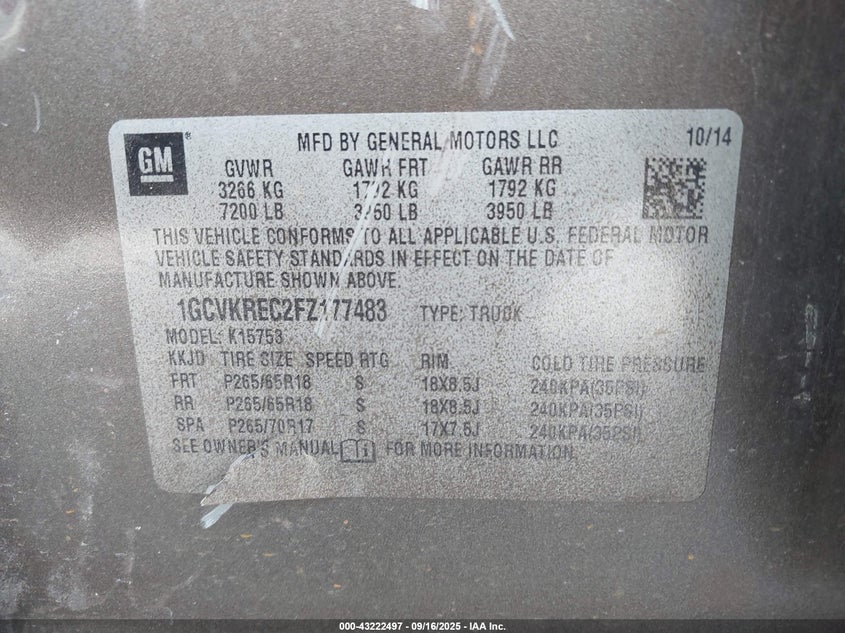 GM ®
MFD BY GENERAL MOTORS LLC 10/14
GVWR GAWR FRT GAWR RR
3266 KG KG 1792 KG
7200 LB LB 3950 LB
THIS VEHICLE CONFORMS TO ALL APPLICABLE U.S. FEDERAL MOTOR
VEHICLE SAFETY STANDARDS IN EFFECT ON THE DATE OF
MANUFACTURE SHOWN ABOVE.
1GCVKREC2FZ177483 TYPE: TRUCK
MODEL: K15753
KKJD TIRE SIZE SPEED RTG RIM COLD TIRE PRESSURE
FRT P265/65R18 S 18X8.5J 240KPA(35PSI)
RR P265/65R18 S 18X8.5J 240KPA(35PSI)
SPA P265/70R17 S 17X7.5J 240KPA(35PSI)
SEE OWNER'S MANUAL FOR MORE INFORMATION.
000-43222497 - 09/16/2025 - IAA Inc.